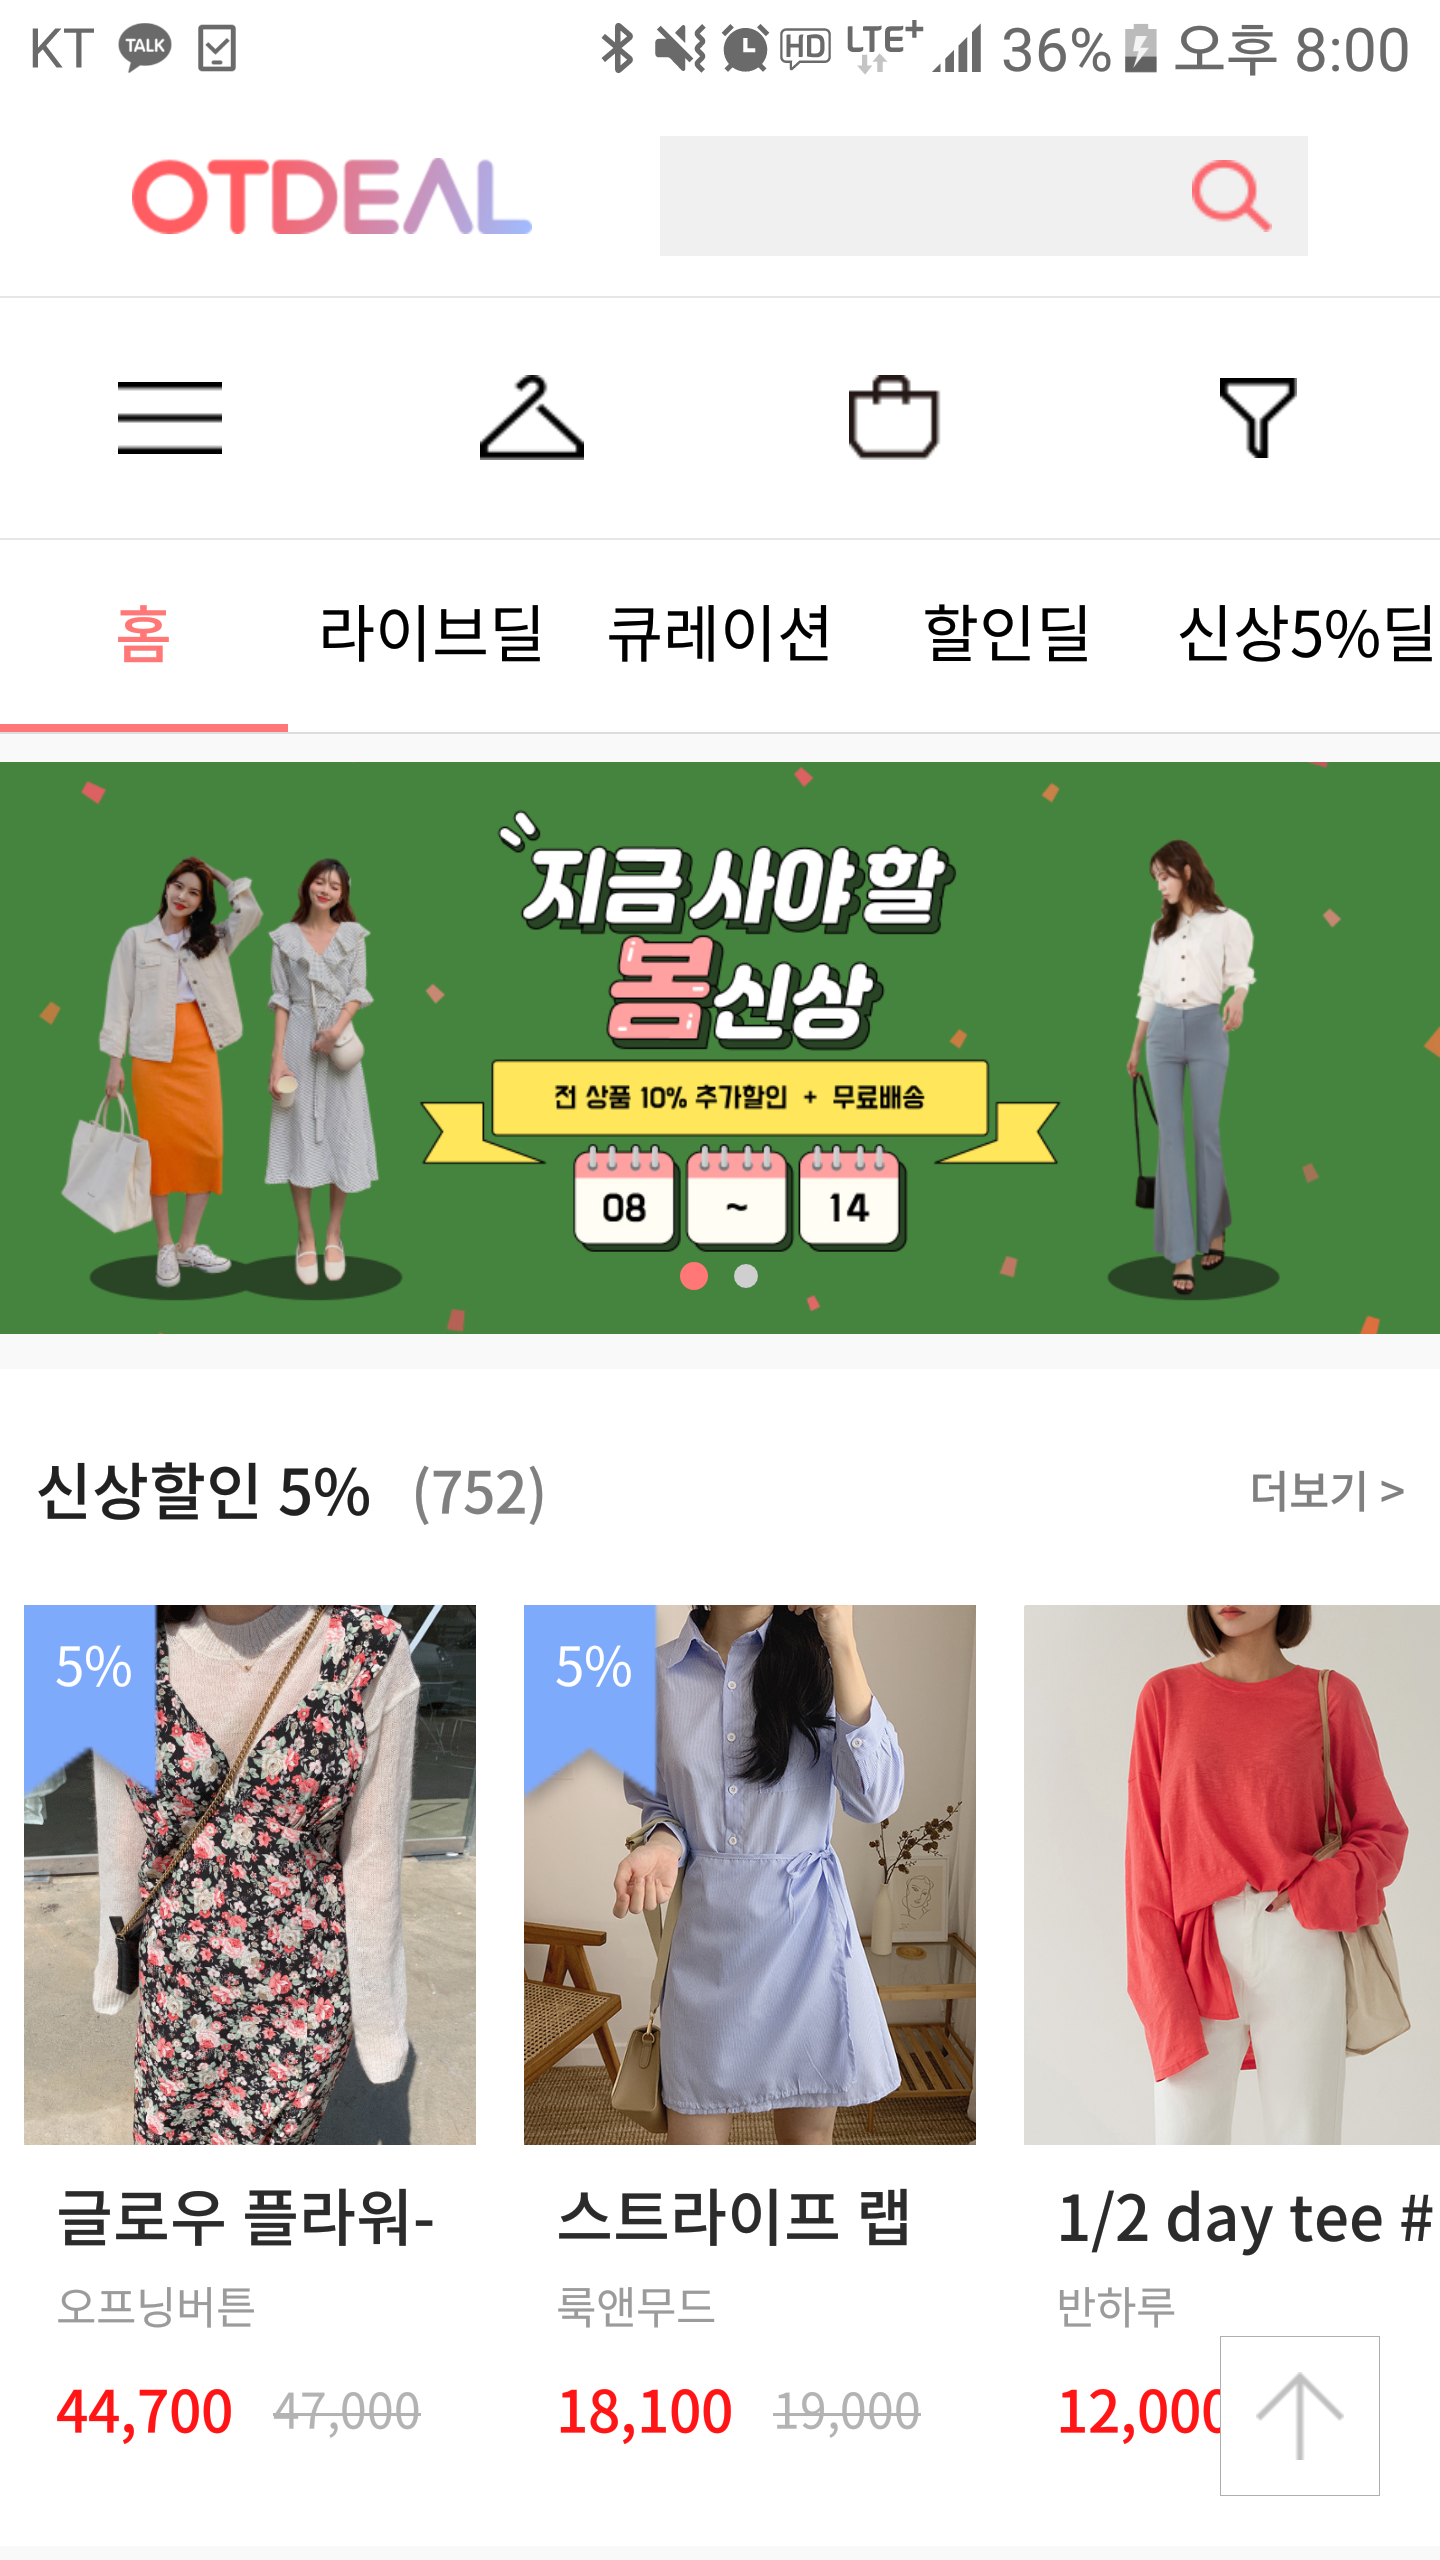 KT TALK HD LTE+ 36% 오후 8:00
OTDEAL
홈 라이브딜 큐레이션 할인딜 신상5%딜
지금 사야 할
봄 신상
전 상품 10% 추가할인 + 무료배송
08 ~ 14
신상할인 5% (752) 더보기 >
5% 5%
글로우 플라워- 스트라이프 랩 1/2 day tee #
오프닝버튼 룩앤무드 반하루
44,700 47,000 18,100 19,000 12,000